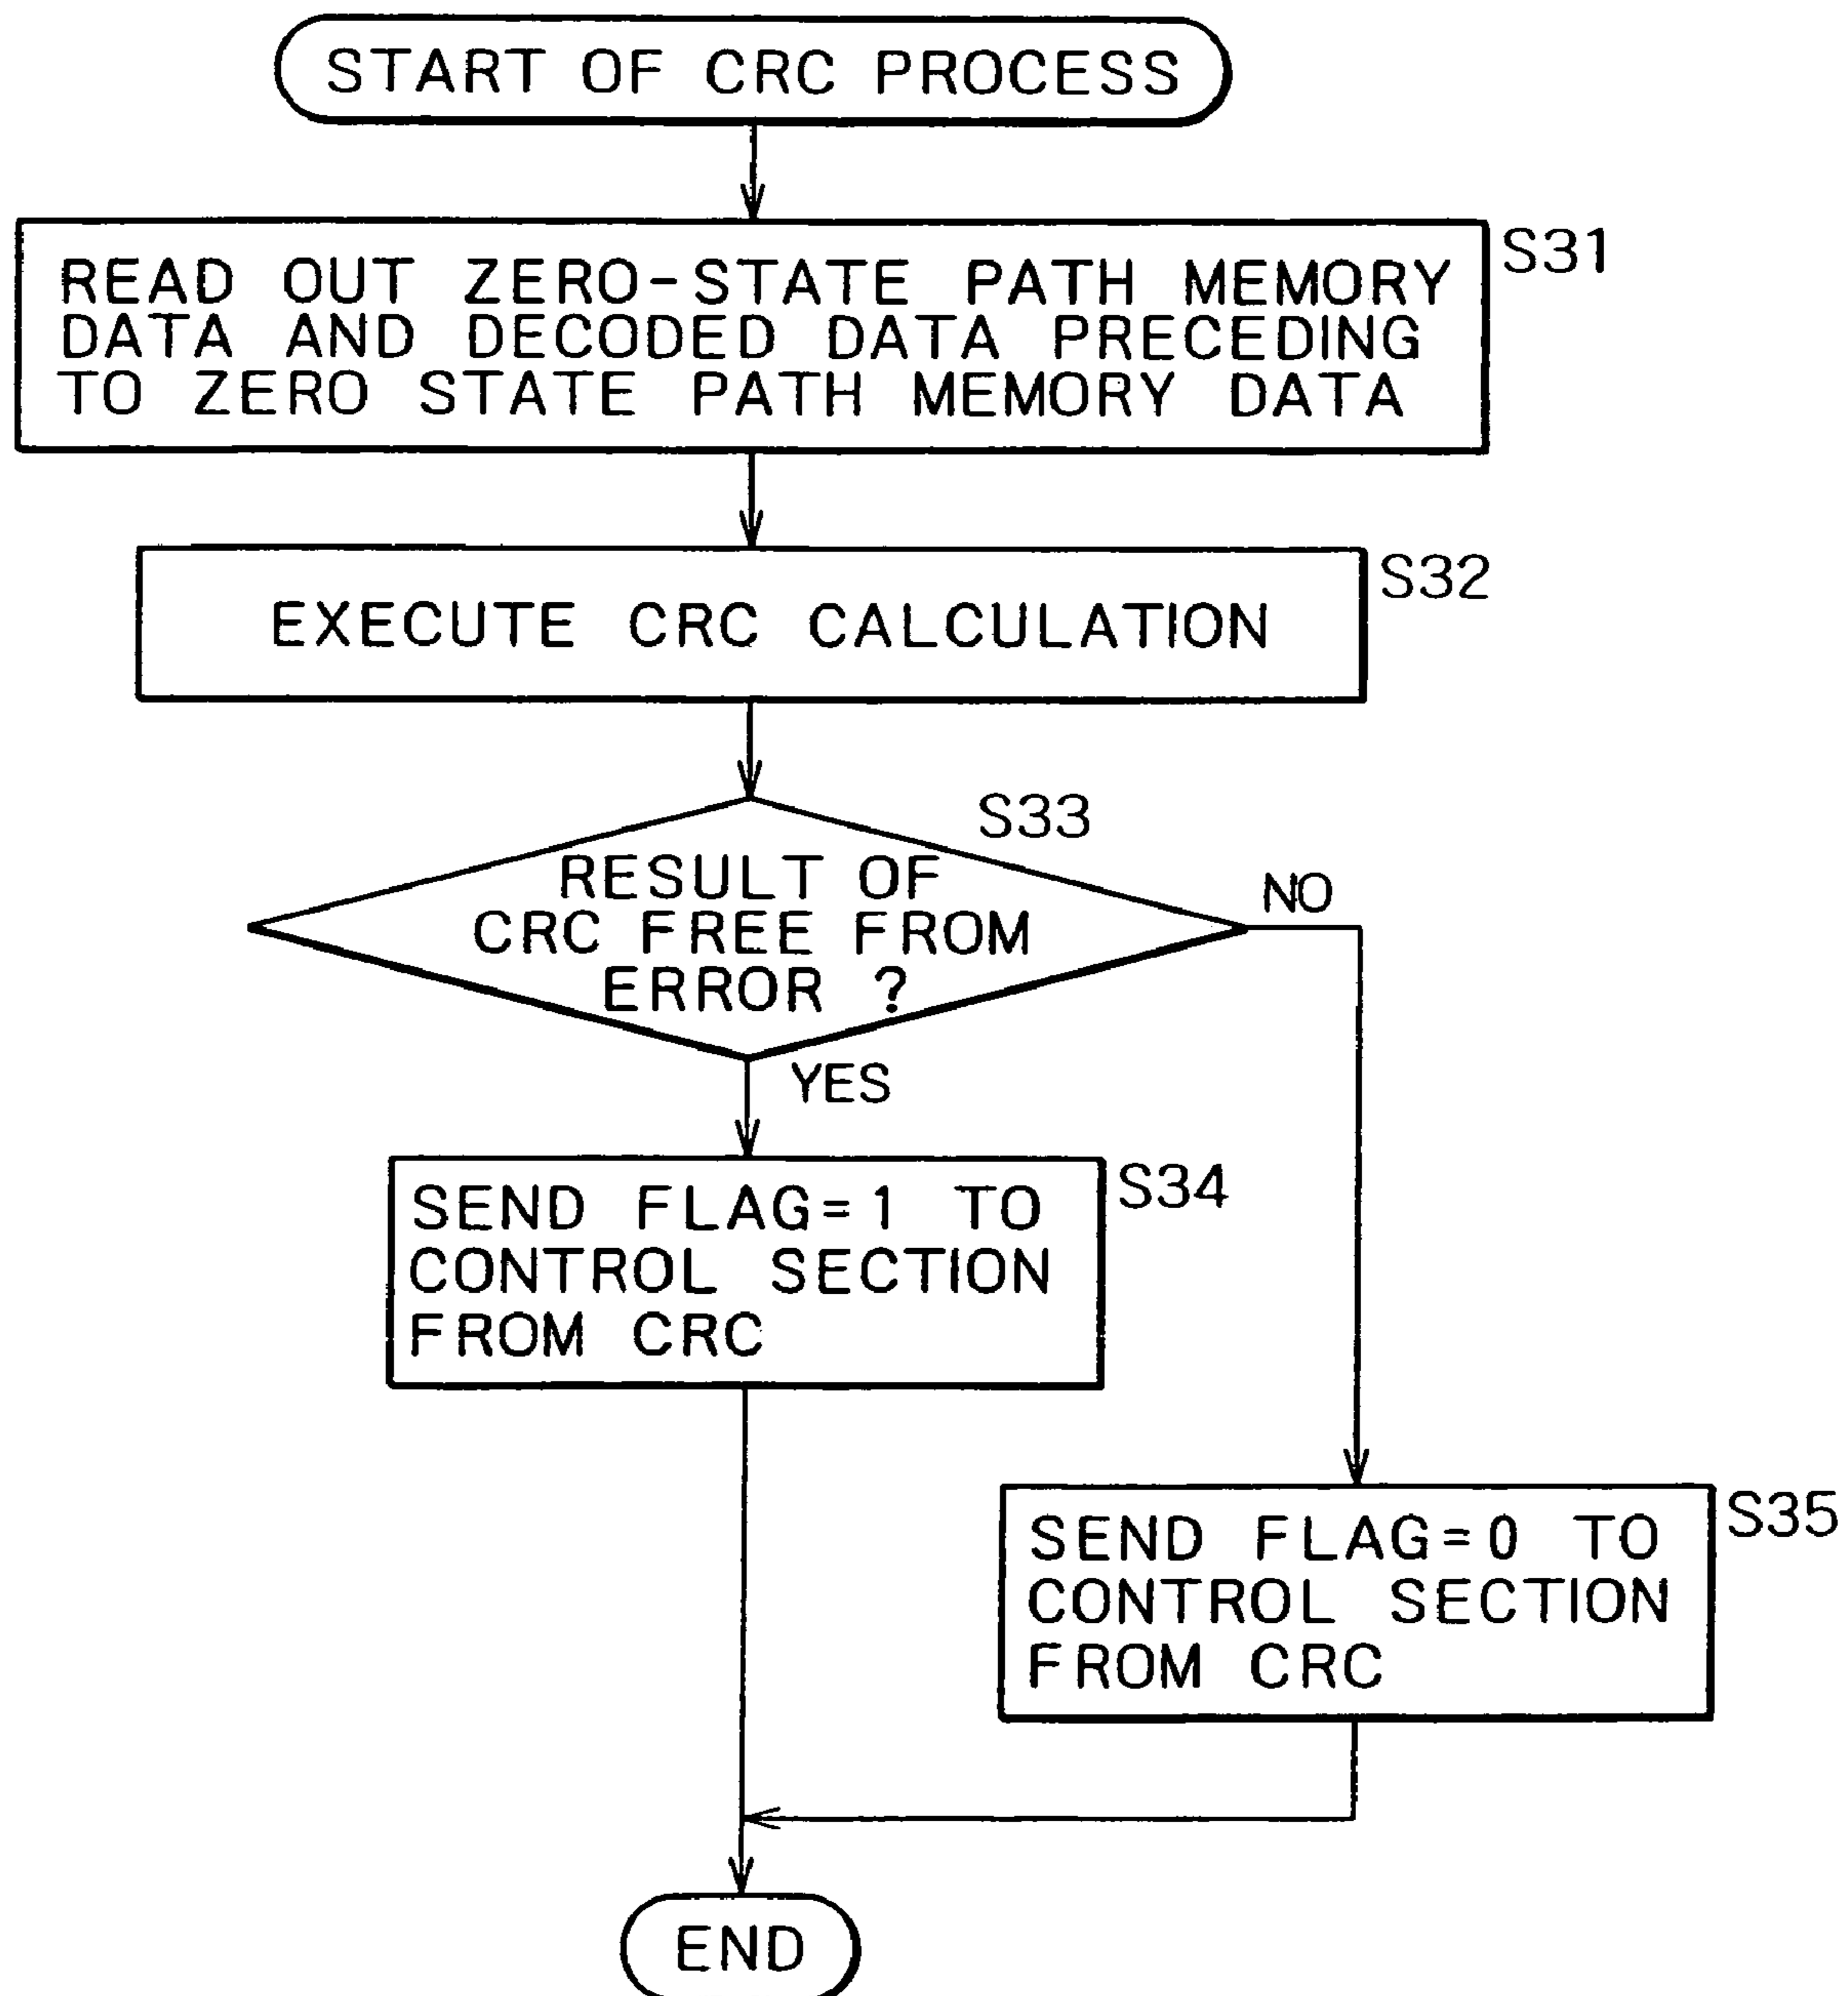 START OF CRC PROCESS
S31
READ OUT ZERO-STATE PATH MEMORY
DATA AND DECODED DATA PRECEDING
TO ZERO STATE PATH MEMORY DATA
S32
EXECUTE CRC CALCULATION
S33
RESULT OF
CRC FREE FROM
ERROR ?
NO
YES
S34
SEND FLAG=1 TO
CONTROL SECTION
FROM CRC
S35
SEND FLAG=0 TO
CONTROL SECTION
FROM CRC
END